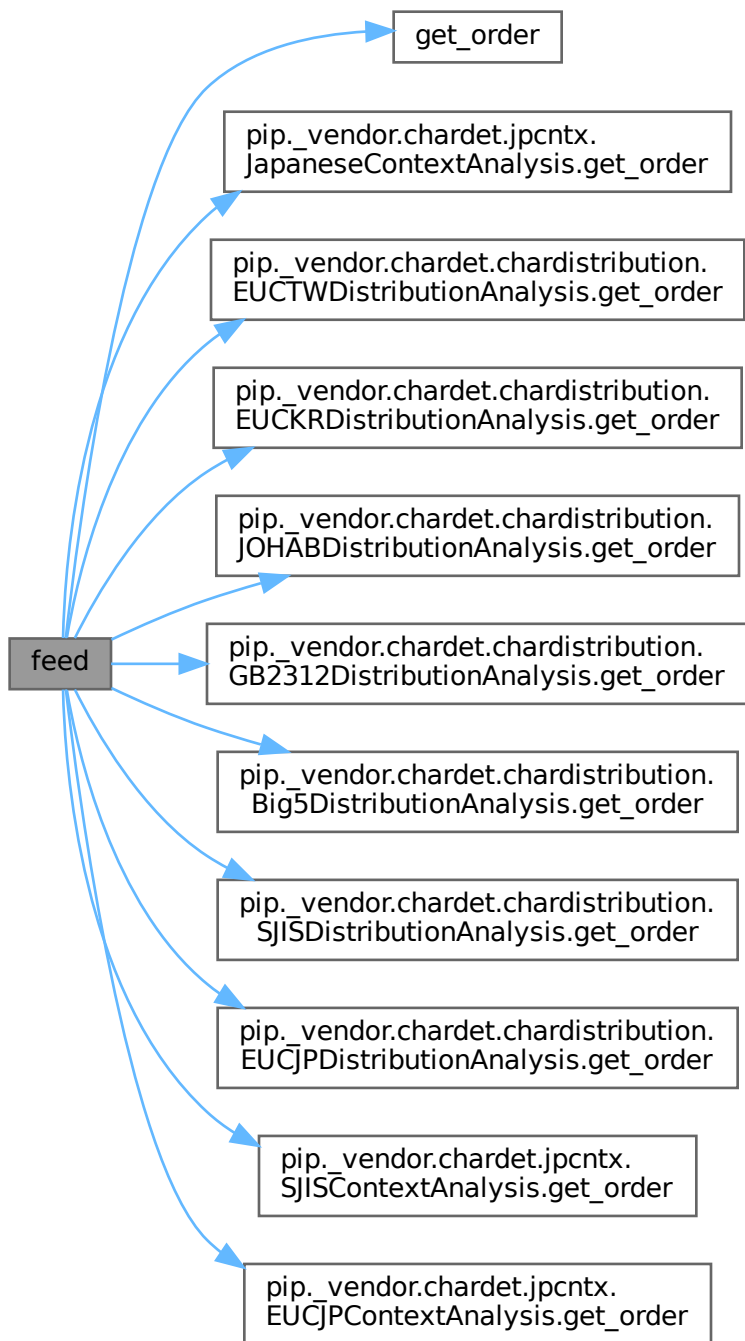 get_order
pip._vendor.chardet.jpcntx.
JapaneseContextAnalysis.get_order
pip._vendor.chardet.chardistribution.
EUCTWDistributionAnalysis.get_order
pip._vendor.chardet.chardistribution.
EUCKRDistributionAnalysis.get_order
pip._vendor.chardet.chardistribution.
JOHABDistributionAnalysis.get_order
feed
pip._vendor.chardet.chardistribution.
GB2312DistributionAnalysis.get_order
pip._vendor.chardet.chardistribution.
Big5DistributionAnalysis.get_order
pip._vendor.chardet.chardistribution.
SJISDistributionAnalysis.get_order
pip._vendor.chardet.chardistribution.
EUCJPDistributionAnalysis.get_order
pip._vendor.chardet.jpcntx.
SJISContextAnalysis.get_order
pip._vendor.chardet.jpcntx.
EUCJPContextAnalysis.get_order